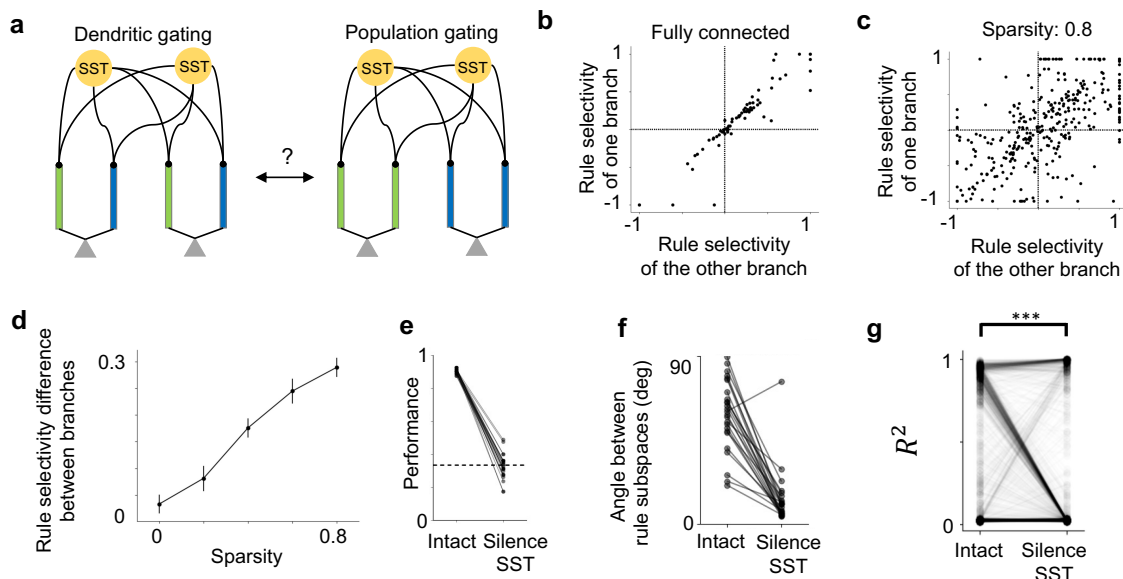 a
Dendritic gating
SST
SST
?
Population gating
SST
SST
b
Fully connected
Rule selectivity
of one branch
1
-1
-1
1
Rule selectivity
of the other branch
c
Sparsity: 0.8
Rule selectivity
of one branch
1
-1
-1
1
Rule selectivity
of the other branch
d
Rule selectivity difference
between branches
0.3
0
0
0.8
Sparsity
e
Performance
1
0
Intact
Silence
SST
f
Angle between
rule subspaces (deg)
90
0
Intact
Silence
SST
g
***
R²
1
0
Intact
Silence
SST